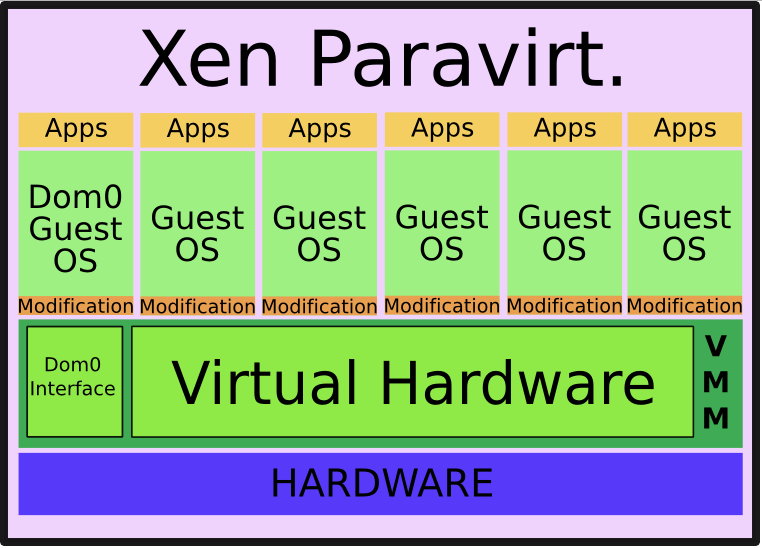 Xen Paravirt.
Apps Apps Apps Apps Apps Apps
Dom0
Guest
OS
Guest
OS
Guest
OS
Guest
OS
Guest
OS
Guest
OS
Modification Modification Modification Modification Modification Modification
Dom0
Interface
Virtual Hardware
V
M
M
HARDWARE